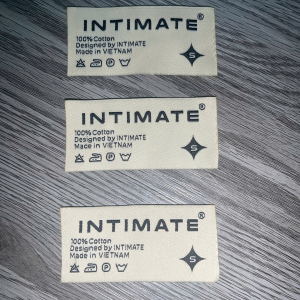 INTIMATE®
100% Cotton
Designed by INTIMATE
Made in VIETNAM
S
INTIMATE®
100% Cotton
Designed by INTIMATE
Made in VIETNAM
S
INTIMATE®
100% Cotton
Designed by INTIMATE
Made in VIETNAM
S